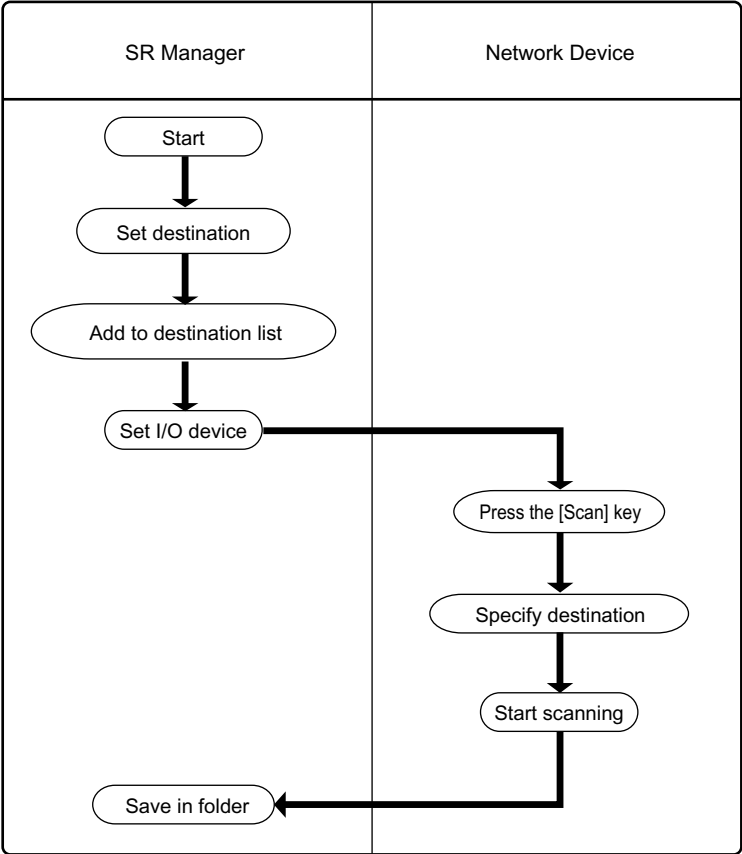 SR Manager
Network Device
Start
Set destination
Add to destination list
Set I/O device
Press the [Scan] key
Specify destination
Start scanning
Save in folder